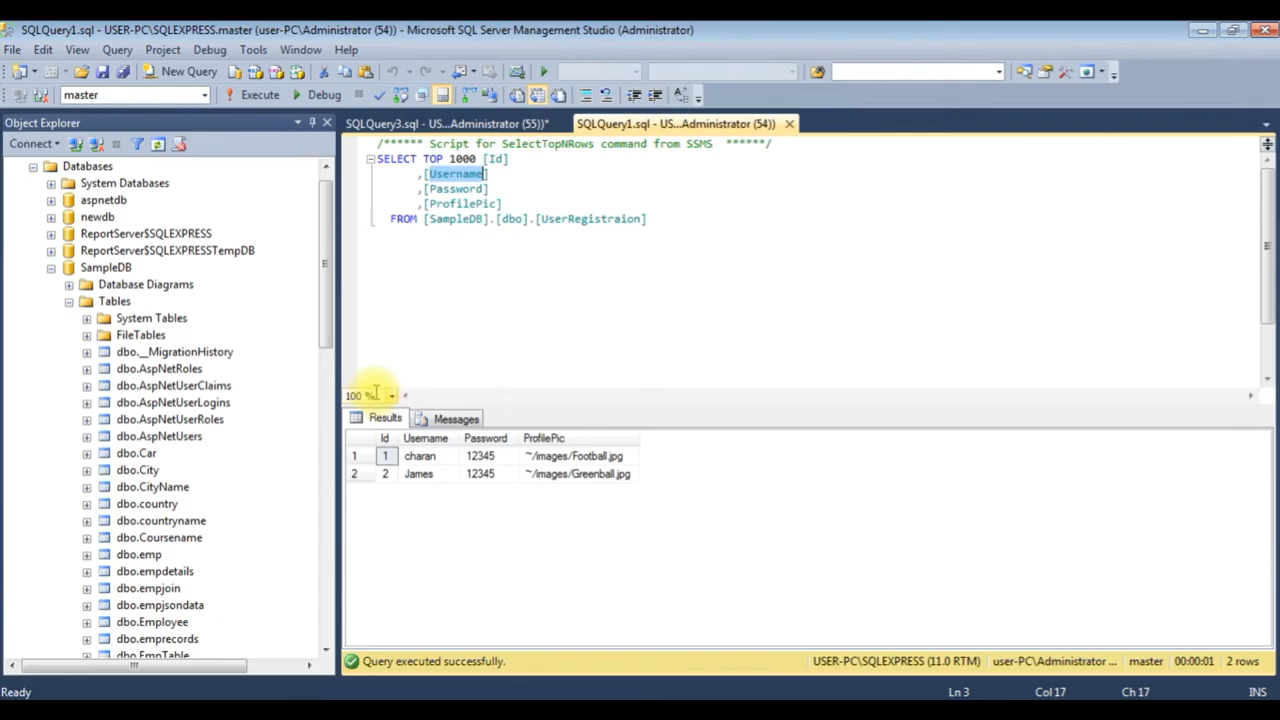 SQLQuery1.sql - USER-PC\SQLEXPRESS.master (user-PC\Administrator (54)) - Microsoft SQL Server Management Studio (Administrator)
File Edit View Query Project Debug Tools Window Help
New Query
master Execute Debug
Object Explorer
SQLQuery3.sql - US...Administrator (55))* SQLQuery1.sql - US...Administrator (54))
Connect
Databases
System Databases
aspnetdb
newdb
ReportServer$SQLEXPRESS
ReportServer$SQLEXPRESSTempDB
SampleDB
Database Diagrams
Tables
System Tables
FileTables
dbo.__MigrationHistory
dbo.AspNetRoles
dbo.AspNetUserClaims
dbo.AspNetUserLogins
dbo.AspNetUserRoles
dbo.AspNetUsers
dbo.Car
dbo.City
dbo.CityName
dbo.country
dbo.countryname
dbo.Coursename
dbo.emp
dbo.empdetails
dbo.empjoin
dbo.empjsondata
dbo.Employee
dbo.emprecords
dbo.EmpTable
/****** Script for SelectTopNRows command from SSMS ******/
SELECT TOP 1000 [Id]
,[Username]
,[Password]
,[ProfilePic]
FROM [SampleDB].[dbo].[UserRegistraion]
100 %
Results Messages
Id Username Password ProfilePic
1 1 charan 12345 ~/images/Football.jpg
2 2 James 12345 ~/images/Greenball.jpg
Query executed successfully. USER-PC\SQLEXPRESS (11.0 RTM) user-PC\Administrator ... master 00:00:01 2 rows
Ready Ln 3 Col 17 Ch 17 INS